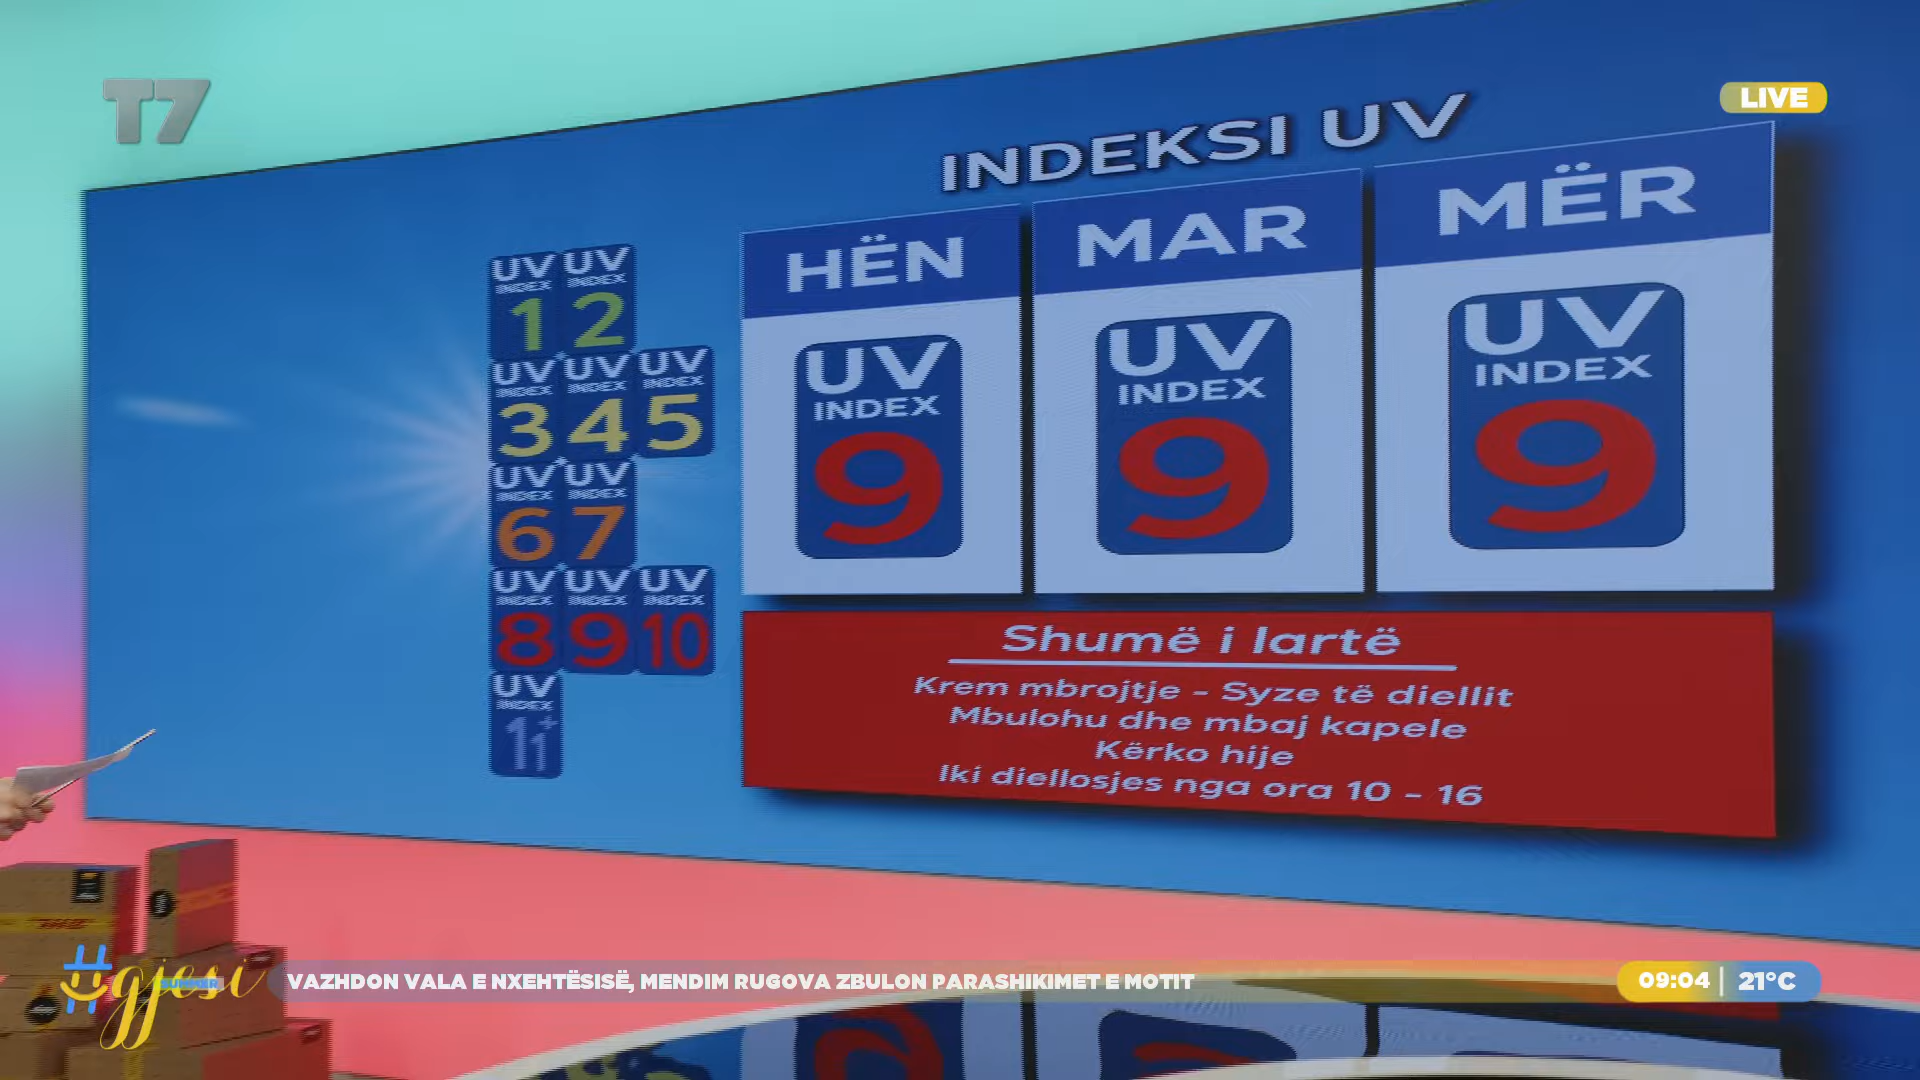 T7
LIVE
INDEKSI UV
HËN
MAR
MËR
UV INDEX 9
UV INDEX 9
UV INDEX 9
UV INDEX 1
UV INDEX 2
UV INDEX 3
UV INDEX 4
UV INDEX 5
UV INDEX 6
UV INDEX 7
UV INDEX 8
UV INDEX 9
UV INDEX 10
UV INDEX 11+
Shumë i lartë
Krem mbrojtje - Syze të diellit
Mbulohu dhe mbaj kapele
Kërko hije
Iki diellosjes nga ora 10 - 16
#gjesi
SUMMER
VAZHDON VALA E NXEHTËSISË, MENDIM RUGOVA ZBULON PARASHIKIMET E MOTIT
09:04 | 21°C